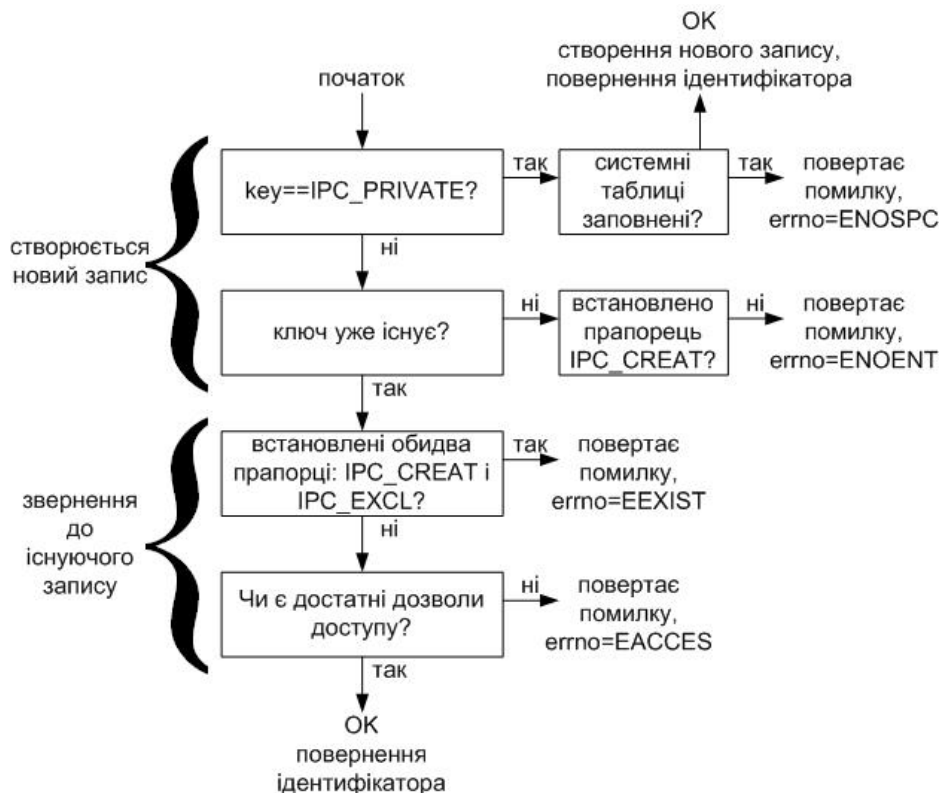 OK
створення нового запису,
повернення ідентифікатора
початок
створюється
новий запис
key==IPC_PRIVATE?
так
системні
таблиці
заповнені?
так
повертає
помилку,
errno=ENOSPC
ні
ключ уже існує?
ні
встановлено
прапорець
IPC_CREAT?
ні
повертає
помилку,
errno=ENOENT
так
звернення
до
існуючого
запису
встановлені обидва
прапорці: IPC_CREAT і
IPC_EXCL?
так
повертає
помилку,
errno=EEXIST
ні
Чи є достатні дозволи
доступу?
ні
повертає
помилку,
errno=EACCES
так
OK
повернення
ідентифікатора